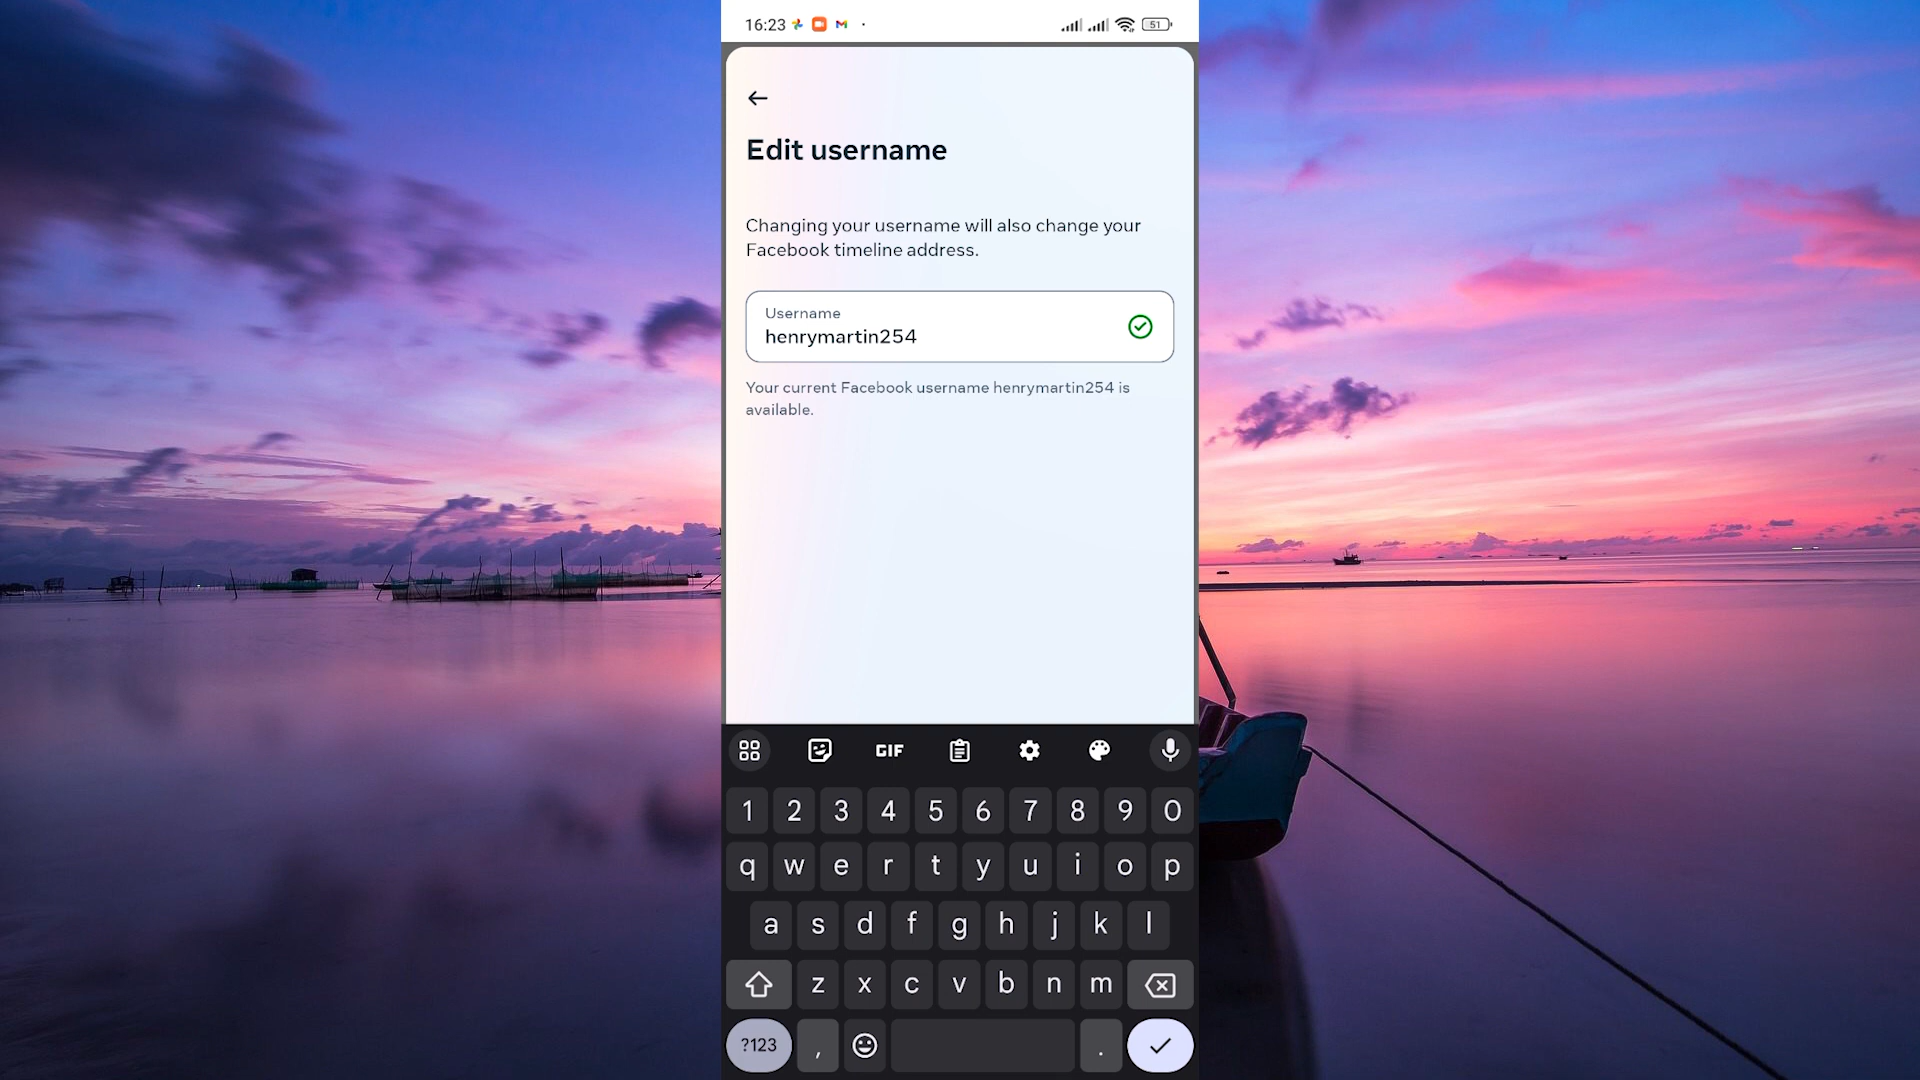 16:23
51
Edit username
Changing your username will also change your
Facebook timeline address.
Username
henrymartin254
Your current Facebook username henrymartin254 is
available.
GIF
1 2 3 4 5 6 7 8 9 0
q w e r t y u i o p
a s d f g h j k l
z x c v b n m
?123 , .